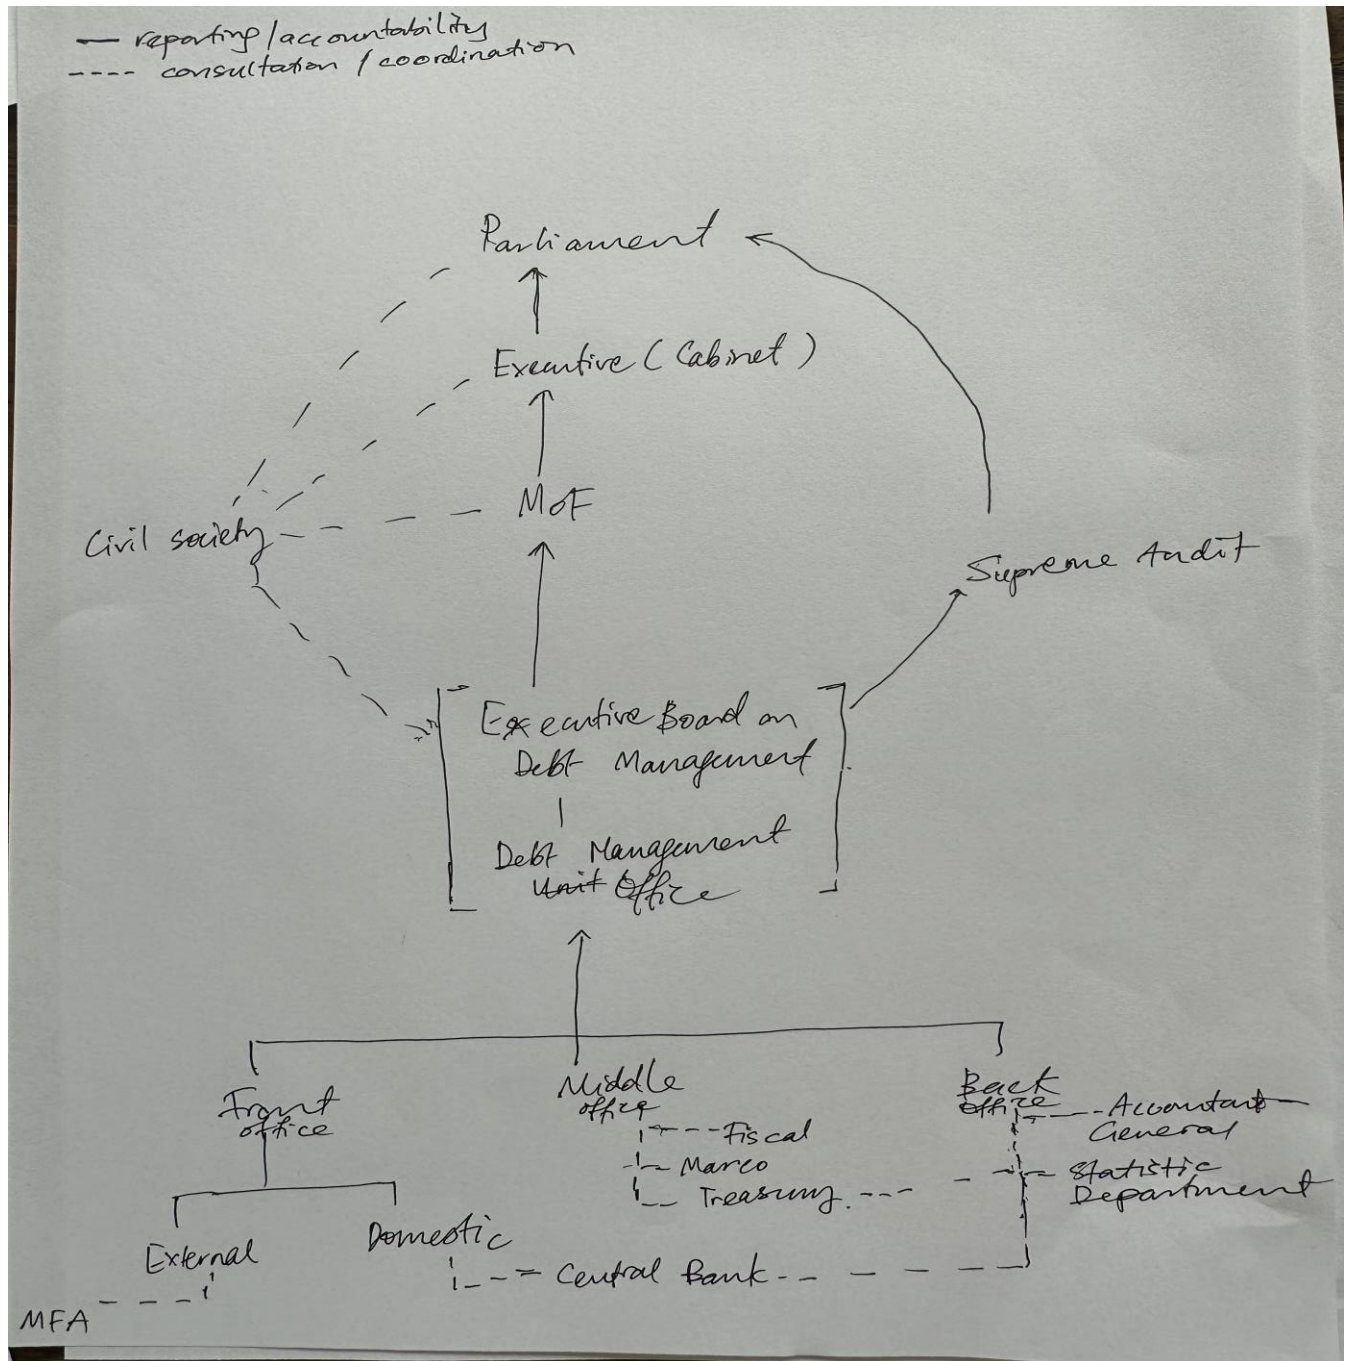 — reporting/accountability
---- consultation / coordination
Parliament
Executive (Cabinet)
MoF
Civil society
Supreme Audit
Executive Board on
Debt Management
Debt Management
Unit Office
Front
office
Middle
office
Back
office
Accountant
General
Fiscal
Marco
Treasury
Statistic
Department
External
Domestic
Central Bank
MFA